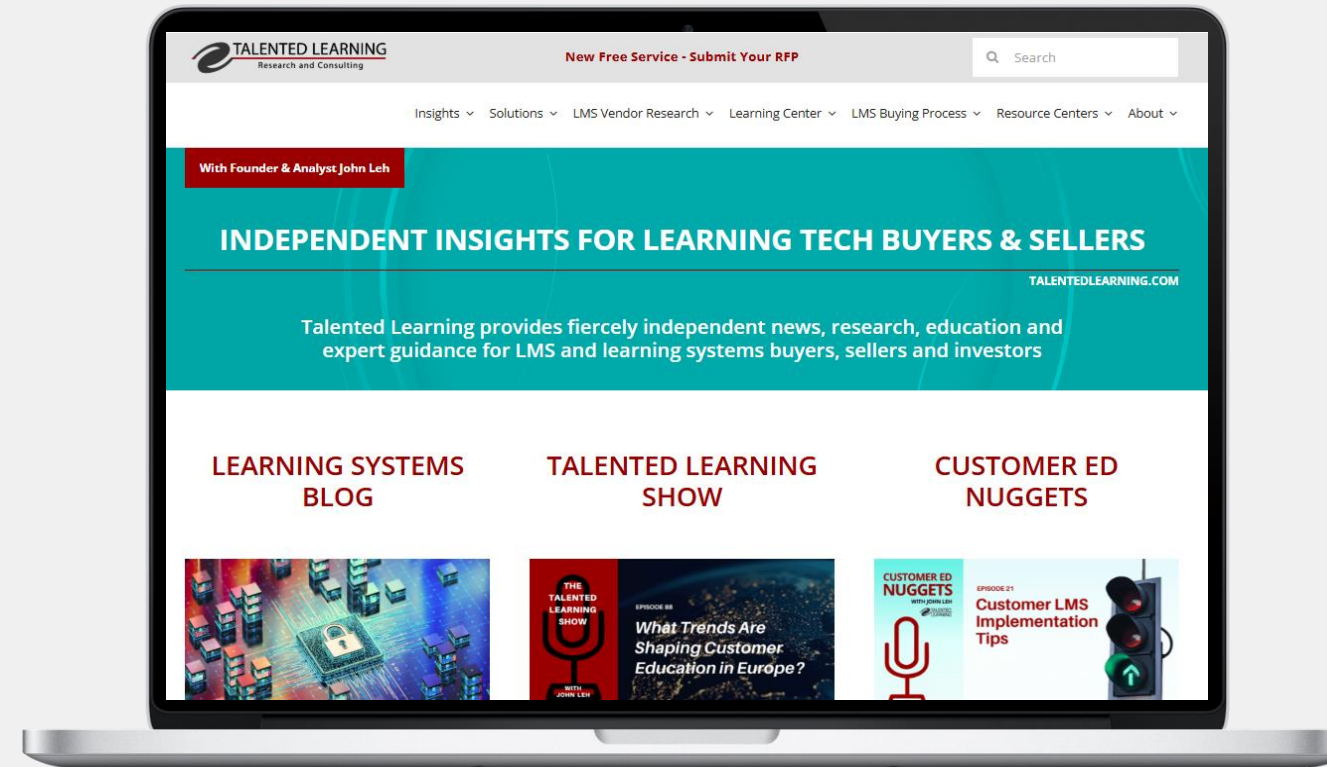 TALENTED LEARNING
Research and Consulting
New Free Service - Submit Your RFP
Search
Insights
Solutions
LMS Vendor Research
Learning Center
LMS Buying Process
Resource Centers
About
With Founder & Analyst John Leh
INDEPENDENT INSIGHTS FOR LEARNING TECH BUYERS & SELLERS
TALENTEDLEARNING.COM
Talented Learning provides fiercely independent news, research, education and
expert guidance for LMS and learning systems buyers, sellers and investors
LEARNING SYSTEMS
BLOG
TALENTED LEARNING
SHOW
CUSTOMER ED
NUGGETS
THE
TALENTED
LEARNING
SHOW
WITH
JOHN LEH
EPISODE 88
What Trends Are
Shaping Customer
Education in Europe?
CUSTOMER ED
NUGGETS
WITH JOHN LEH
TALENTED
LEARNING
EPISODE 21
Customer LMS
Implementation
Tips